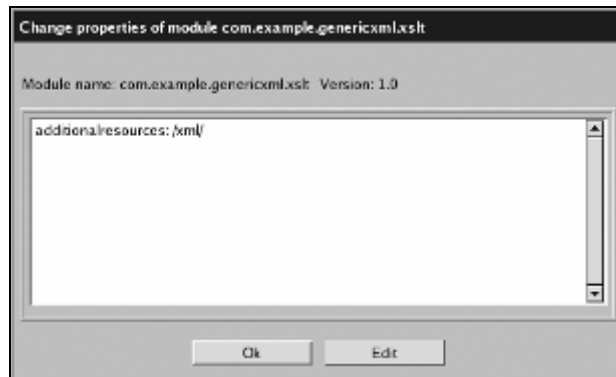 Change properties of module com.example.genericxml.xslt
Module name: com.example.genericxml.xslt Version: 1.0
additionalresources: /xml/
Ok
Edit